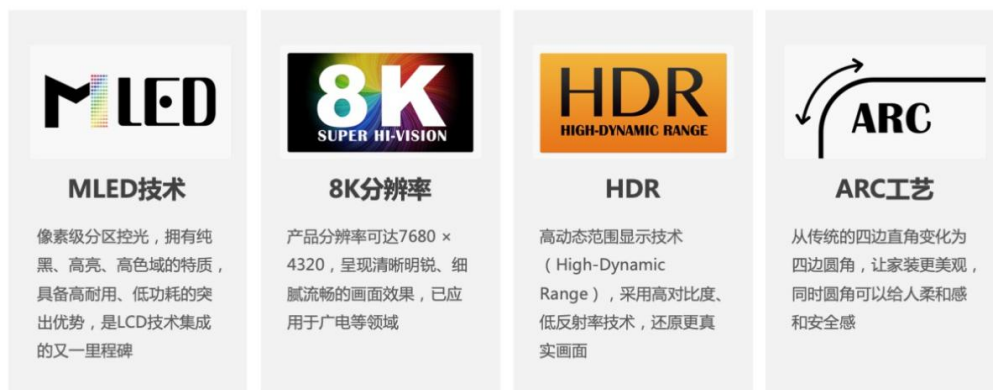 MLED
MLED技术
像素级分区控光，拥有纯
黑、高亮、高色域的特质，
具备高耐用、低功耗的突
出优势，是LCD技术集成
的又一里程碑
8K
SUPER HI-VISION
8K分辨率
产品分辨率可达7680 ×
4320，呈现清晰明锐、细
腻流畅的画面效果，已应
用于广电等领域
HDR
HIGH-DYNAMIC RANGE
HDR
高动态范围显示技术
（High-Dynamic
Range），采用高对比度、
低反射率技术，还原更真
实画面
ARC
ARC工艺
从传统的四边直角变化为
四边圆角，让家装更美观，
同时圆角可以给人柔和感
和安全感